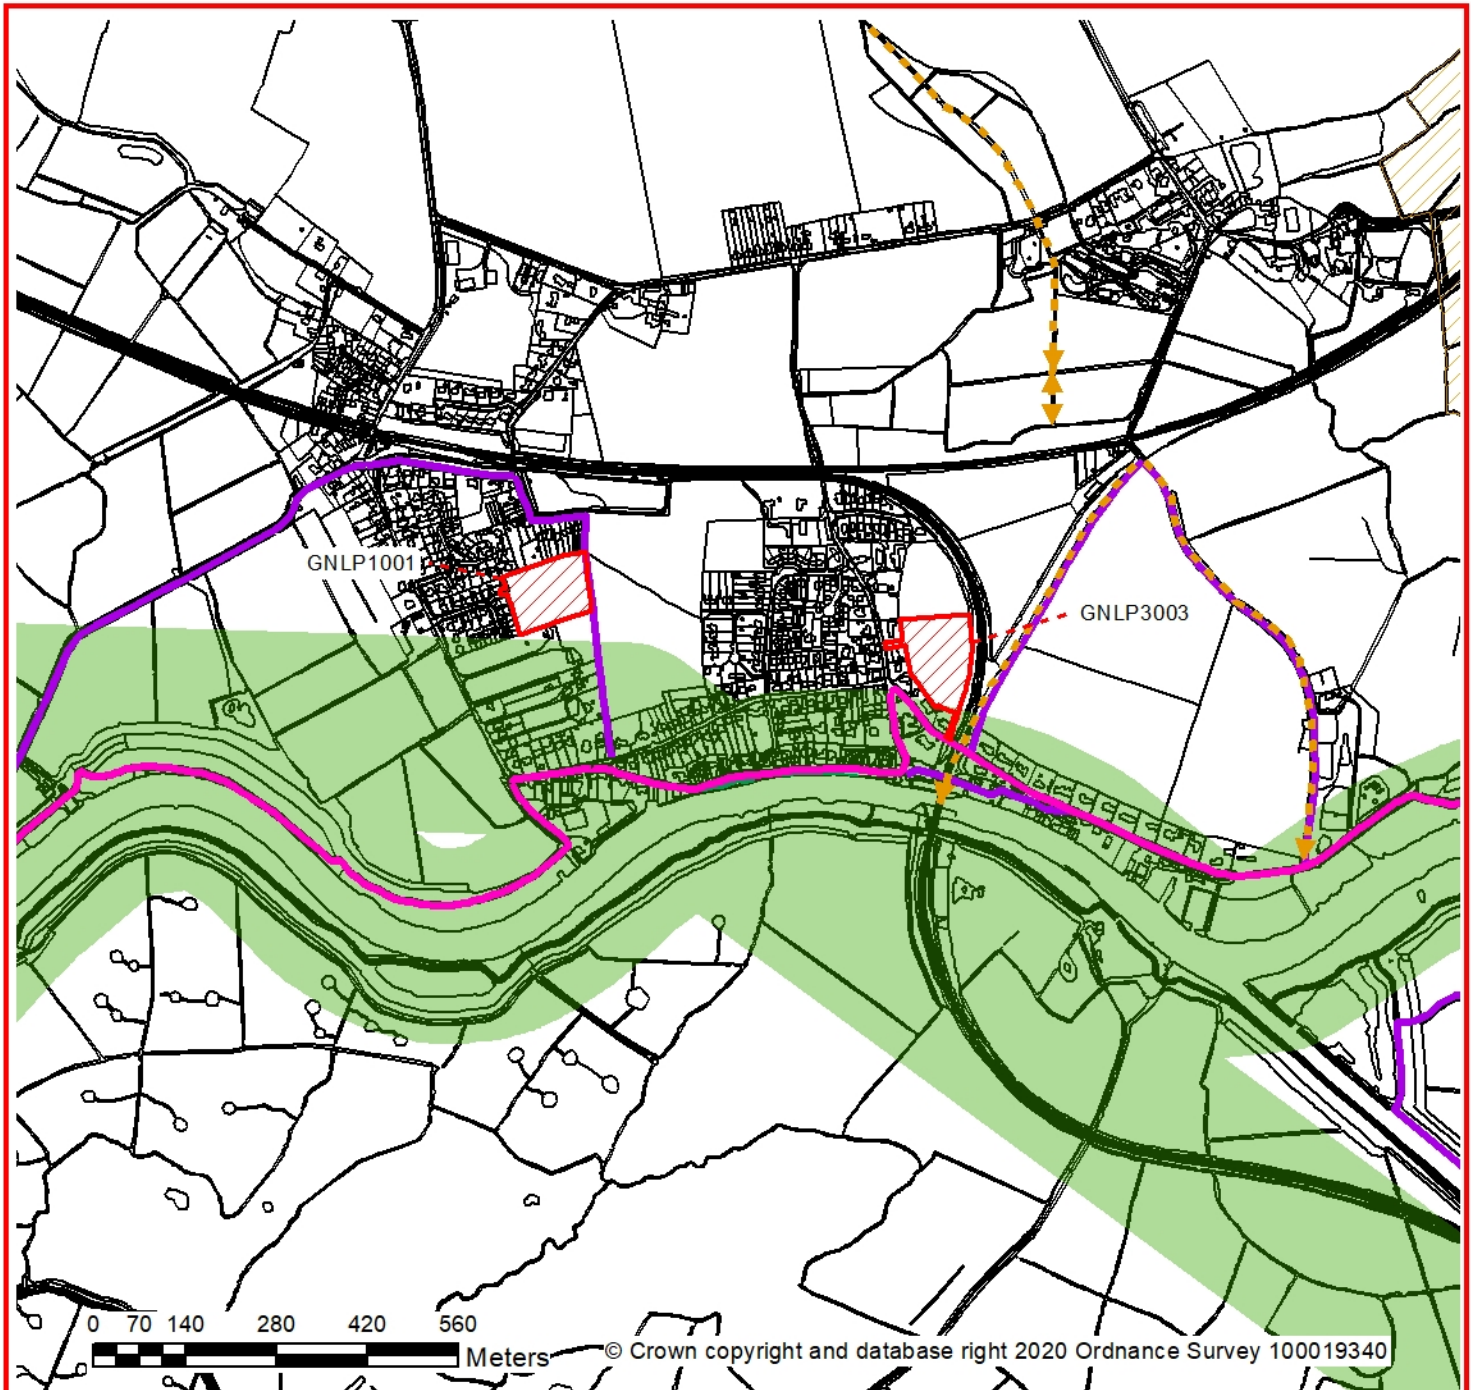 GNLP1001
GNLP3003
0 70 140 280 420 560
Meters
© Crown copyright and database right 2020 Ordnance Survey 100019340